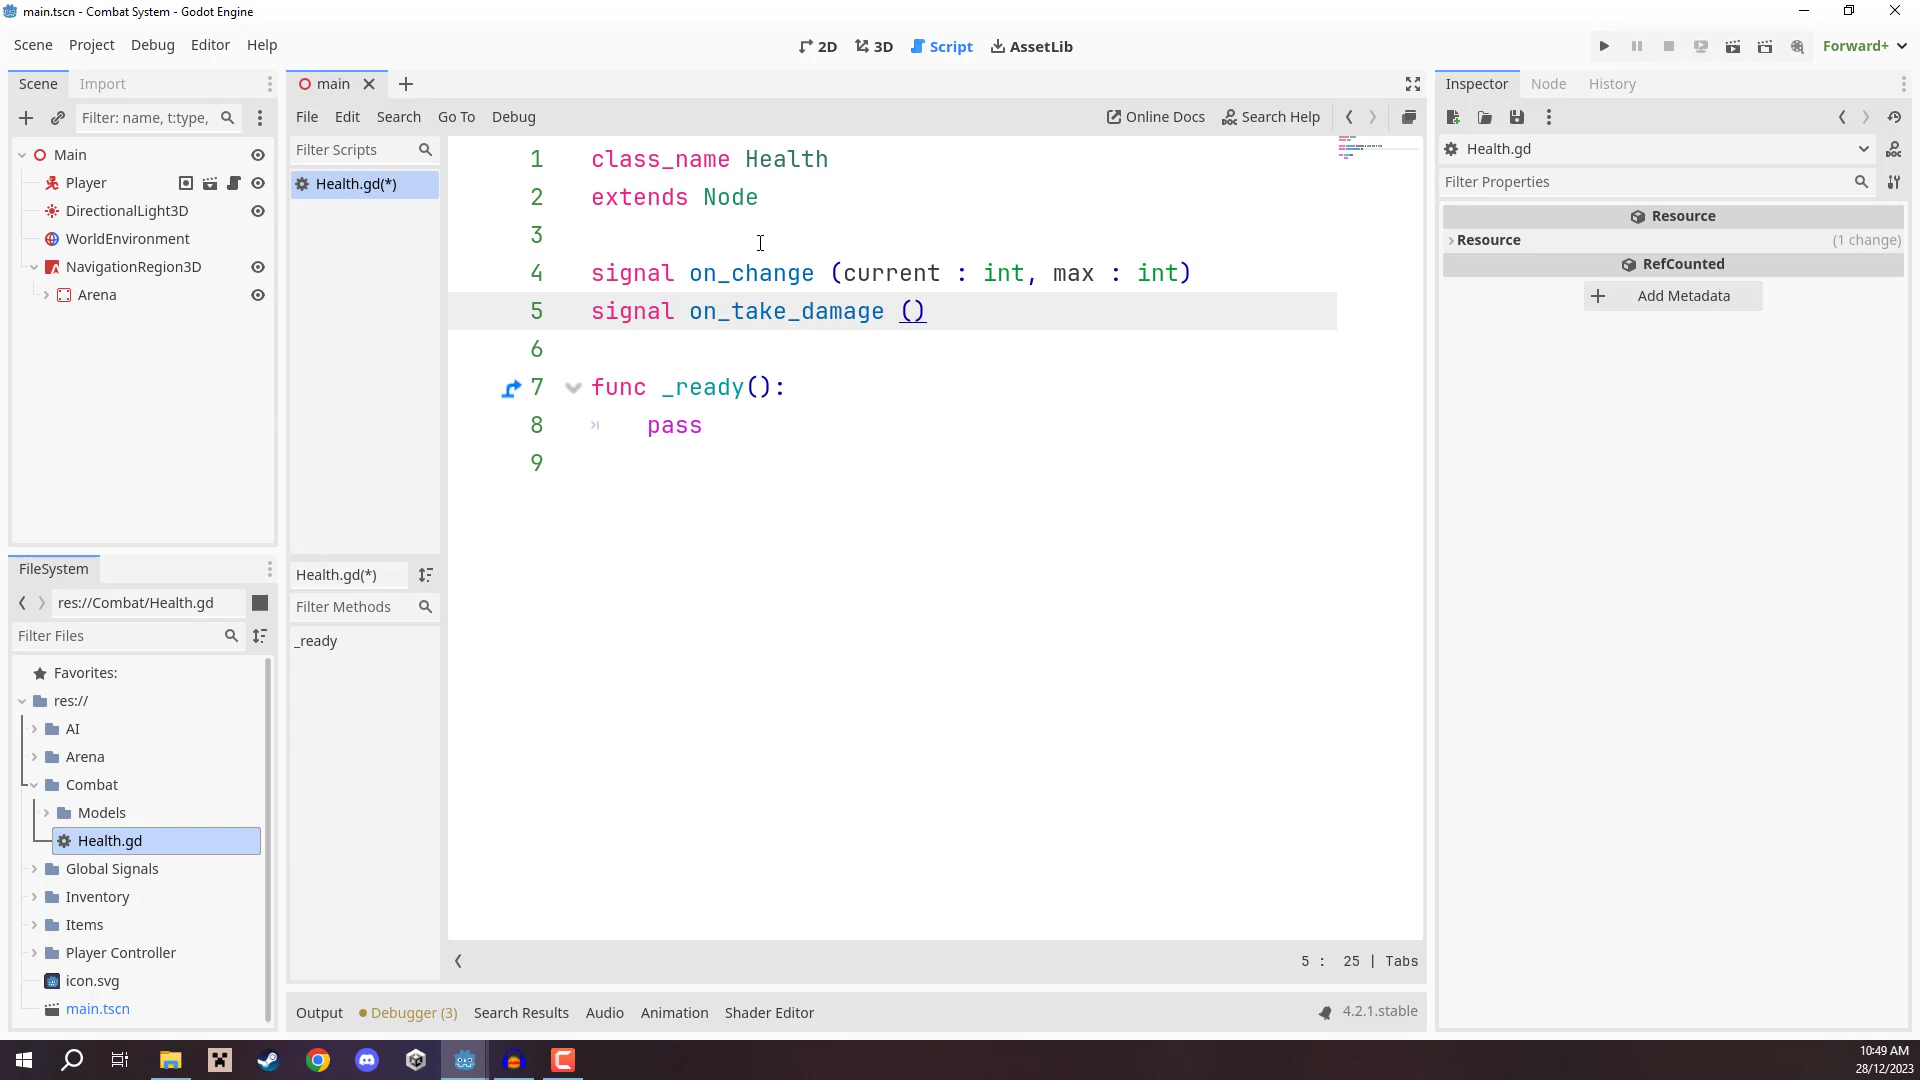 main.tscn - Combat System - Godot Engine
Scene Project Debug Editor Help
2D 3D Script AssetLib
Forward+
Scene Import
Filter: name, t:type,
Main
Player
DirectionalLight3D
WorldEnvironment
NavigationRegion3D
Arena
FileSystem
res://Combat/Health.gd
Filter Files
Favorites:
res://
AI
Arena
Combat
Models
Health.gd
Global Signals
Inventory
Items
Player Controller
icon.svg
main.tscn
main
File Edit Search Go To Debug
Online Docs Search Help
Filter Scripts
Health.gd(*)
Health.gd(*)
Filter Methods
_ready
1 class_name Health
2 extends Node
3
4 signal on_change (current : int, max : int)
5 signal on_take_damage ()
6
7 func _ready():
8 pass
9
5 : 25 | Tabs
Output Debugger (3) Search Results Audio Animation Shader Editor
4.2.1.stable
Inspector Node History
Health.gd
Filter Properties
Resource
Resource (1 change)
RefCounted
Add Metadata
10:49 AM
28/12/2023